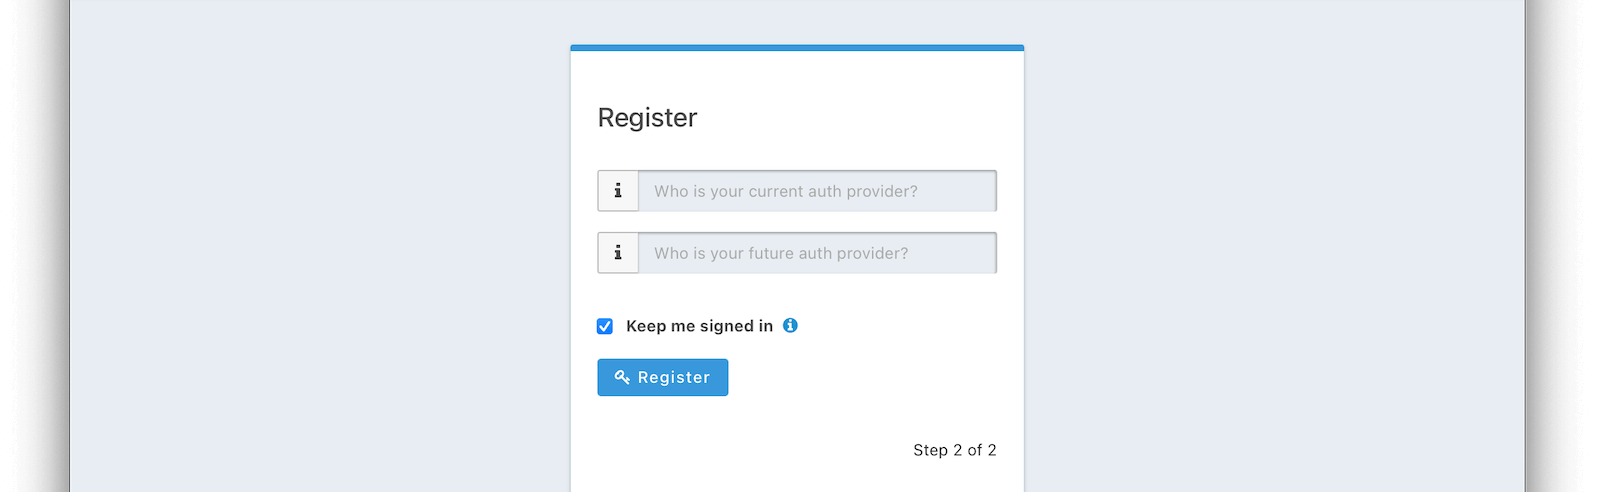 Register
Who is your current auth provider?
Who is your future auth provider?
Keep me signed in
Register
Step 2 of 2